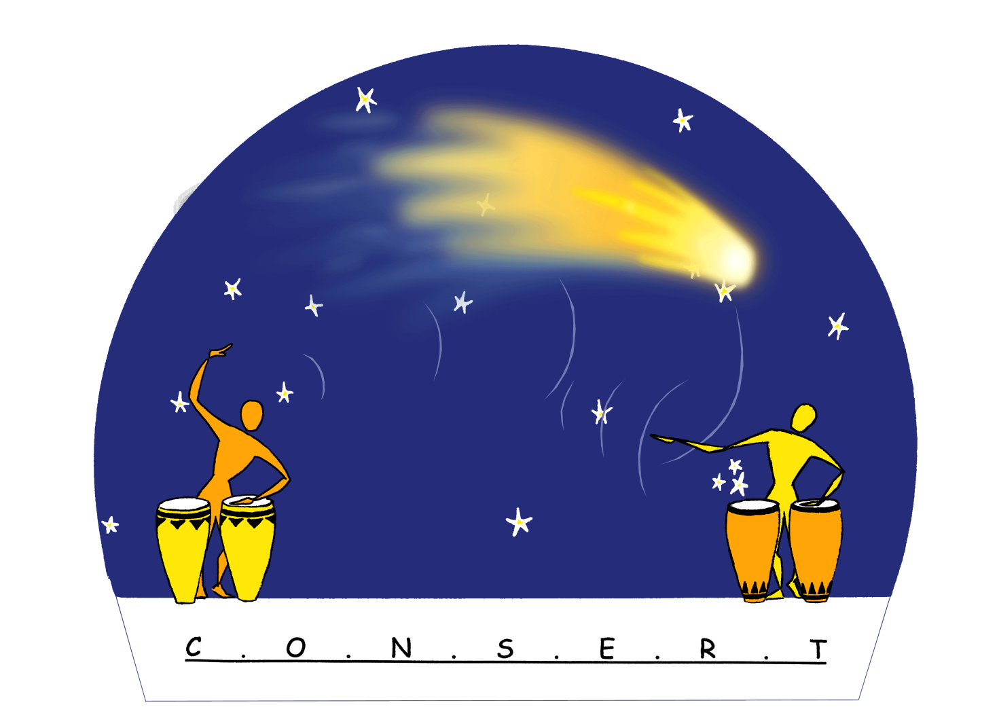 C . O . N . S . E . R . T